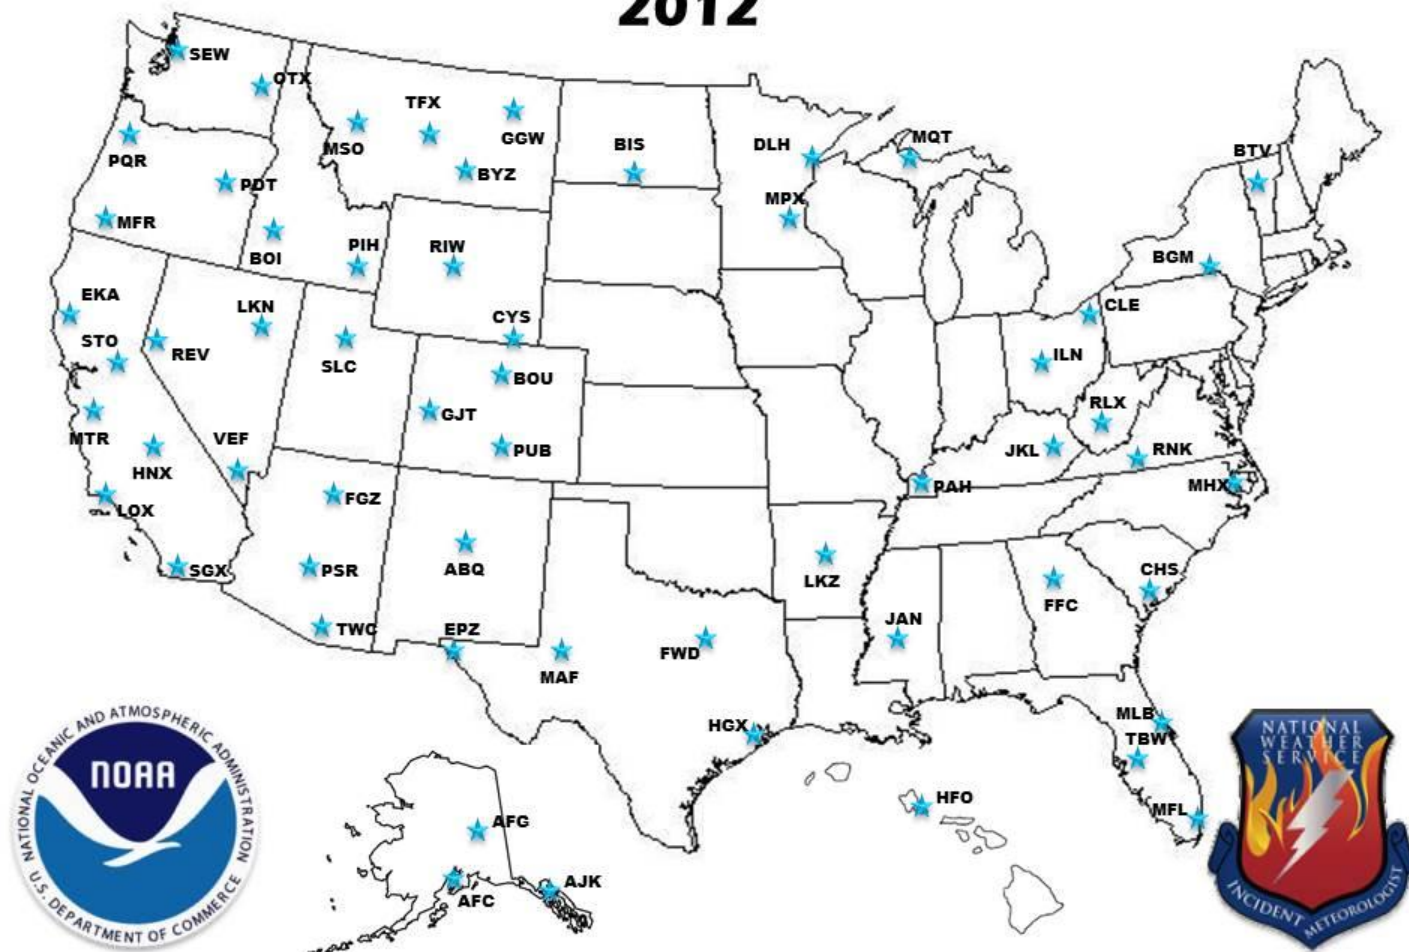 2012
SEW
OTX
MSO
TFX
GGW
BYZ
BIS
DLH
MQT
MPX
BTV
PQR
PDT
MFR
BOI
PIH
RIW
BGM
EKA
LKN
CYS
CLE
STO
REV
SLC
BOU
ILN
GJT
RLX
MTR
VEF
PUB
JKL
RNK
HNX
FGZ
PAH
MHX
LOX
SGX
PSR
ABQ
LKZ
CHS
FFC
TWC
EPZ
MAF
FWD
JAN
HGX
MLB
TBW
MFL
HFO
AFG
AFC
AJK
NATIONAL OCEANIC AND ATMOSPHERIC ADMINISTRATION
NOAA
U.S. DEPARTMENT OF COMMERCE
NATIONAL
WEATHER
SERVICE
INCIDENT METEOROLOGIST